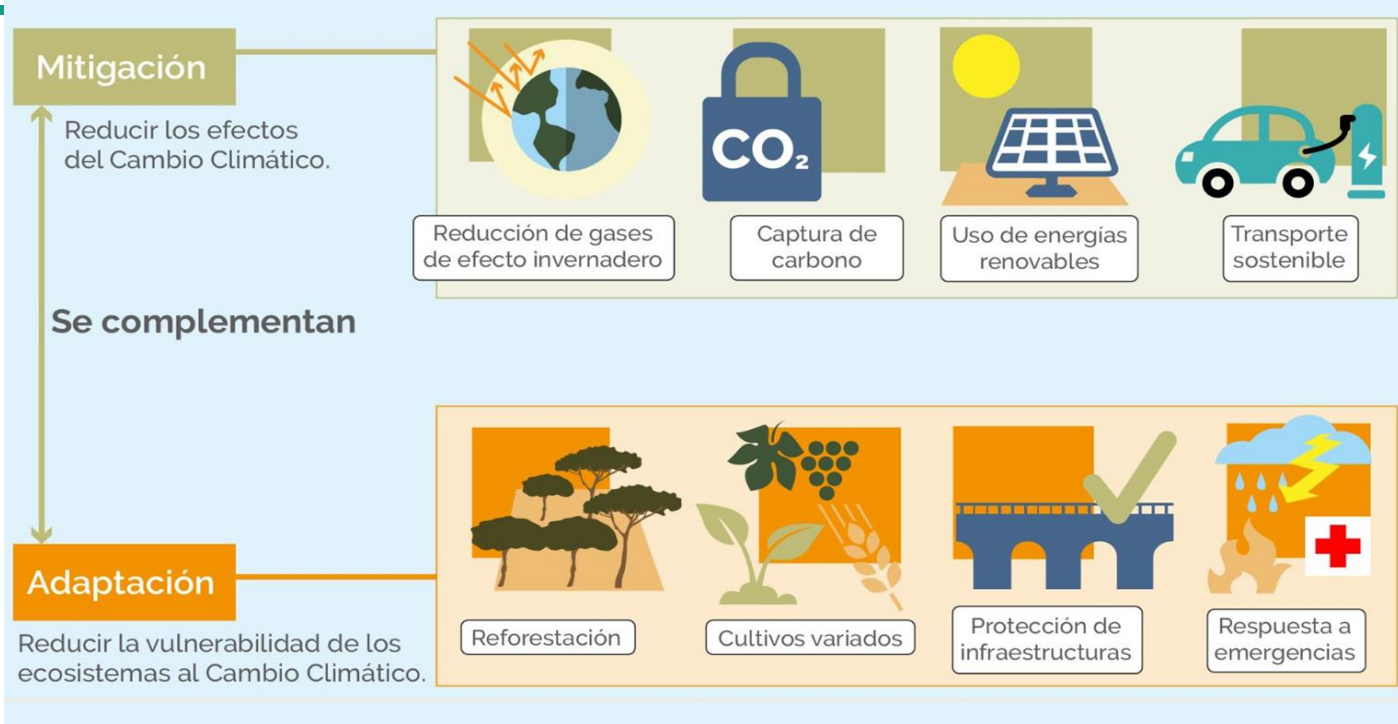 Mitigación
Reducir los efectos
del Cambio Climático.
CO₂
Reducción de gases
de efecto invernadero
Captura de
carbono
Uso de energías
renovables
Transporte
sostenible
Se complementan
Adaptación
Reducir la vulnerabilidad de los
ecosistemas al Cambio Climático.
Reforestación
Cultivos variados
Protección de
infraestructuras
Respuesta a
emergencias